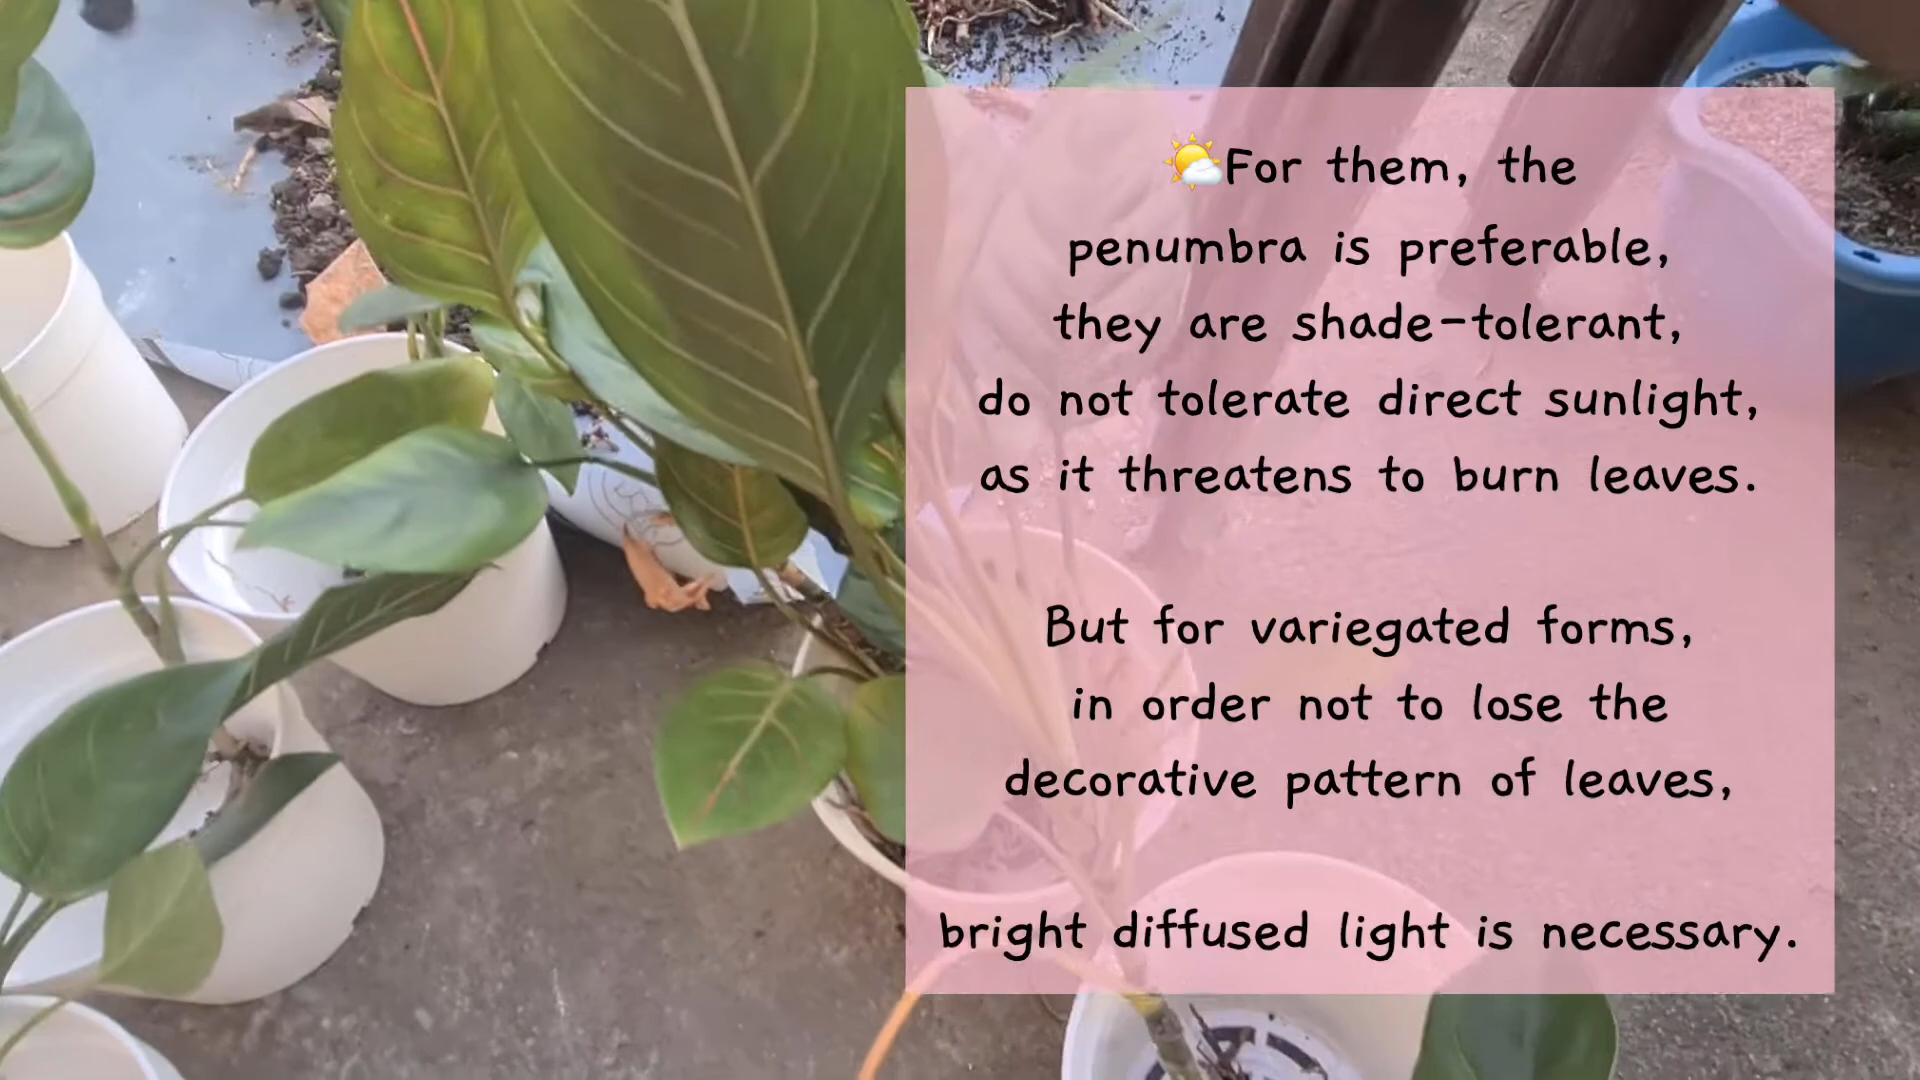 🌤For them, the
penumbra is preferable,
they are shade-tolerant,
do not tolerate direct sunlight,
as it threatens to burn leaves.
But for variegated forms,
in order not to lose the
decorative pattern of leaves,
bright diffused light is necessary.